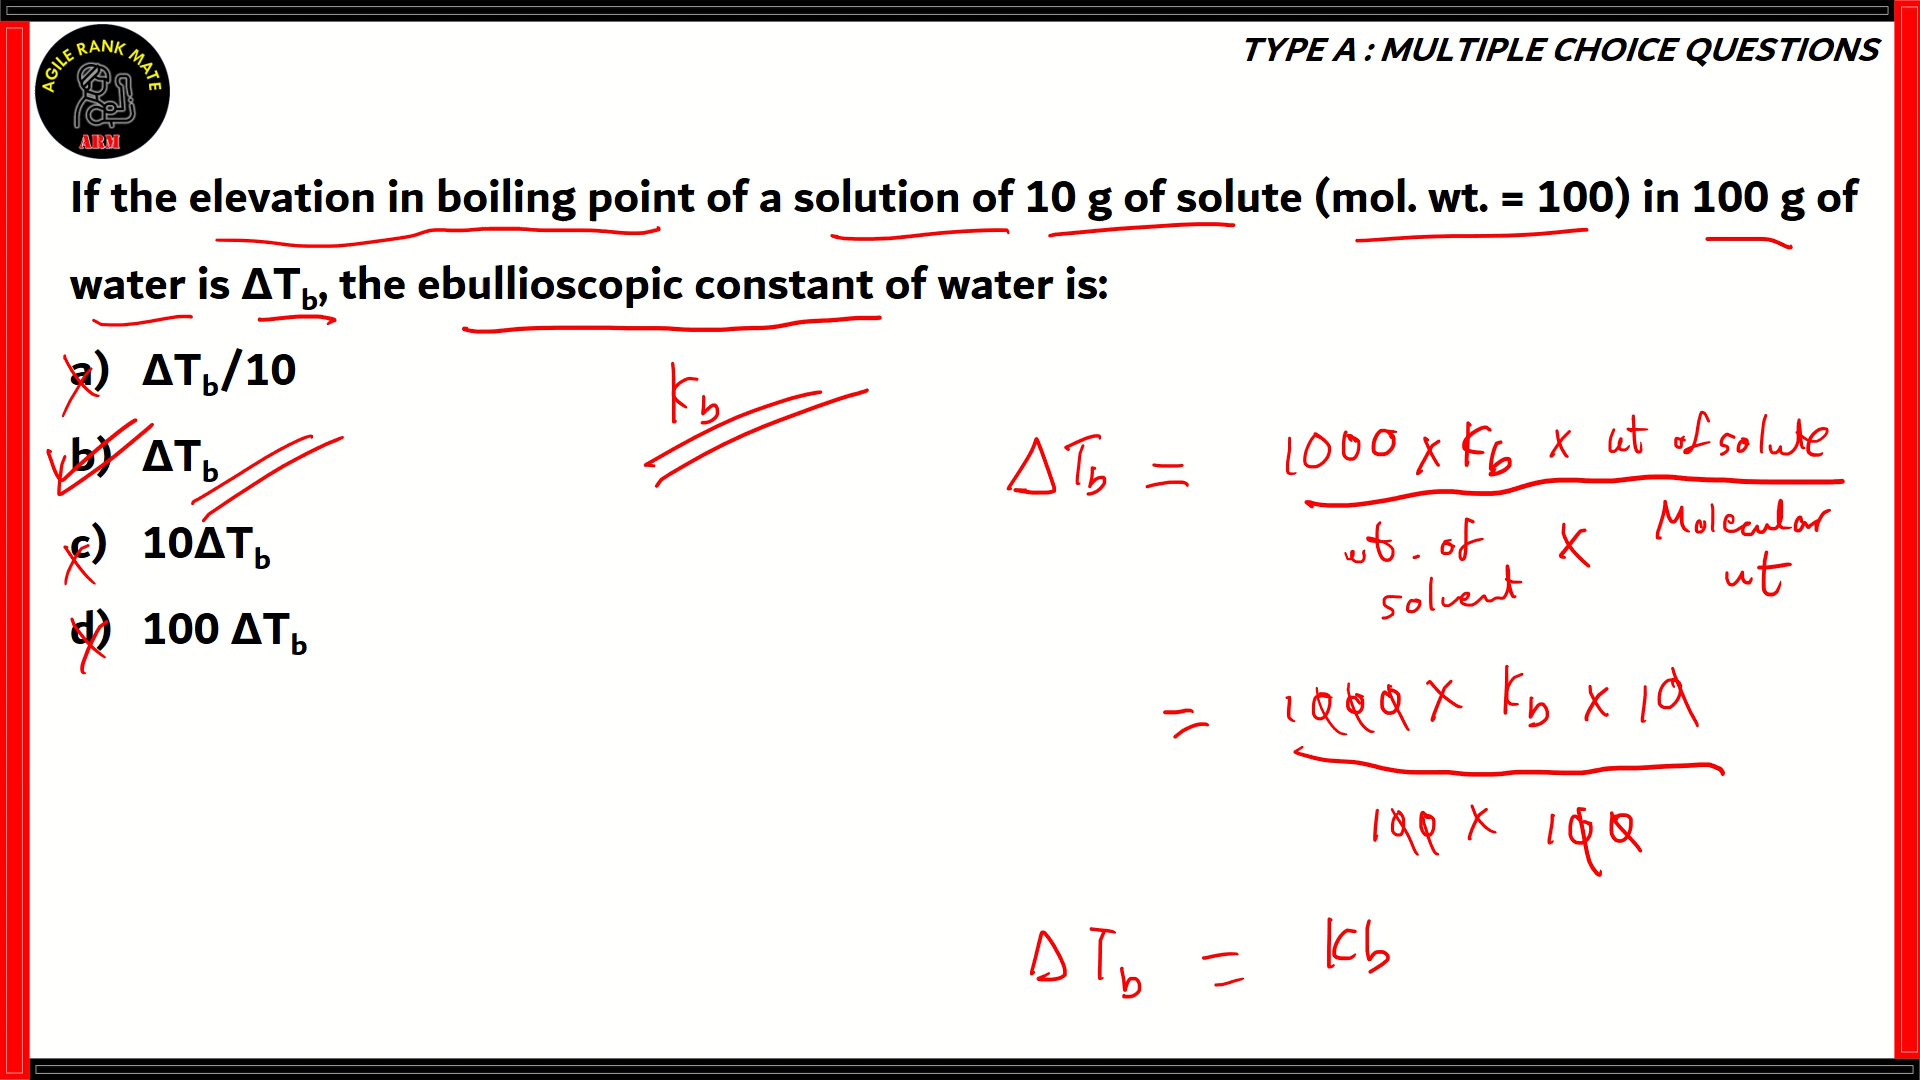 AGILE RANK MATE
ARM
TYPE A : MULTIPLE CHOICE QUESTIONS
If the elevation in boiling point of a solution of 10 g of solute (mol. wt. = 100) in 100 g of
water is ΔTb, the ebullioscopic constant of water is:
a) ΔTb/10
b) ΔTb
c) 10ΔTb
d) 100 ΔTb
Kb
ΔTb = 1000 x Kb x wt of solute
wt. of solvent x Molecular wt
= 1000 x Kb x 10
100 x 100
ΔTb = Kb